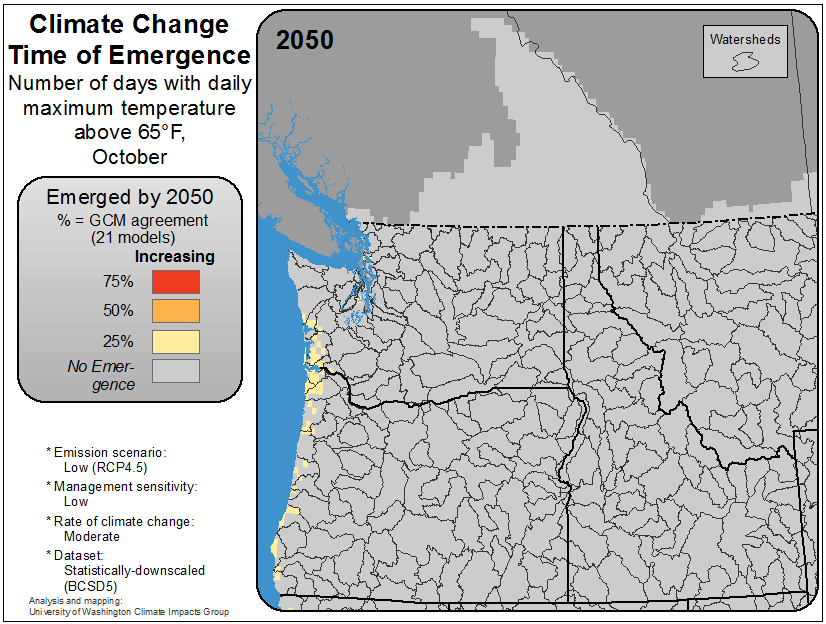 Climate Change
Time of Emergence
Number of days with daily
maximum temperature
above 65°F,
October
Emerged by 2050
% = GCM agreement
(21 models)
Increasing
75%
50%
25%
No Emer-
gence
* Emission scenario:
Low (RCP4.5)
* Management sensitivity:
Low
* Rate of climate change:
Moderate
* Dataset:
Statistically-downscaled
(BCSD5)
Analysis and mapping:
University of Washington Climate Impacts Group
2050
Watersheds